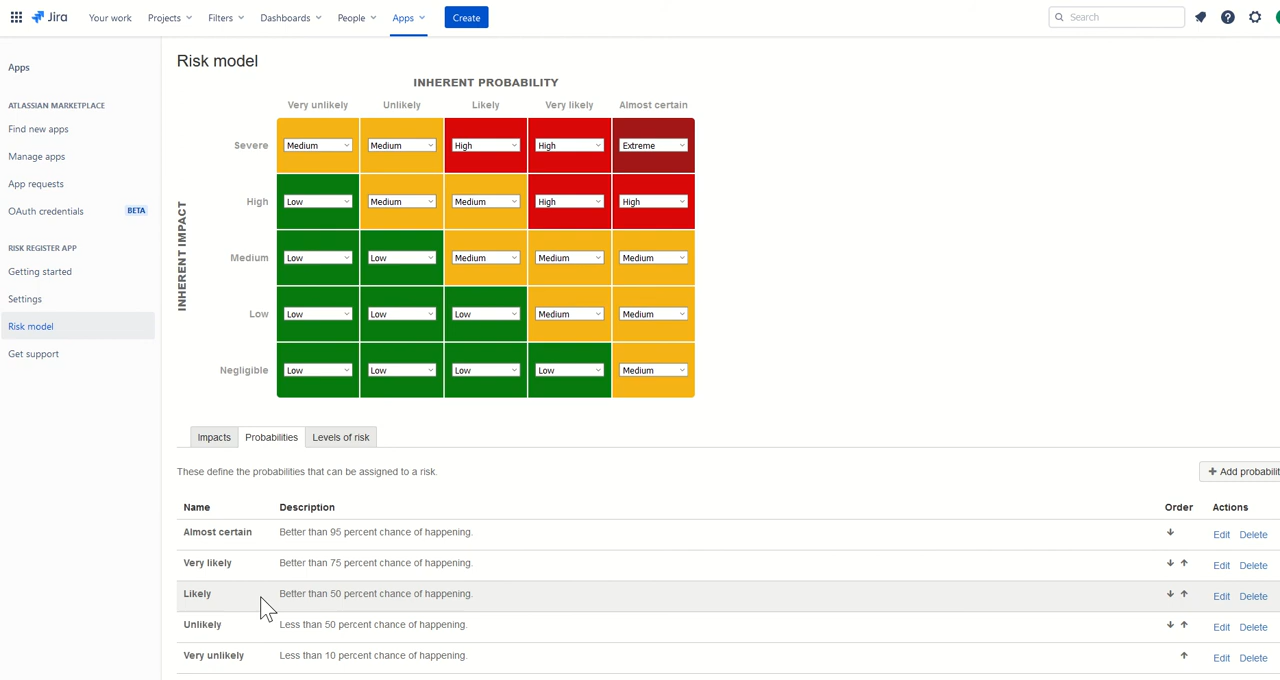 Jira Your work Projects Filters Dashboards People Apps Create Search
Apps
ATLASSIAN MARKETPLACE
Find new apps
Manage apps
App requests
OAuth credentials BETA
RISK REGISTER APP
Getting started
Settings
Risk model
Get support
Risk model
INHERENT PROBABILITY
Very unlikely Unlikely Likely Very likely Almost certain
INHERENT IMPACT
Severe Medium Medium High High Extreme
High Low Medium Medium High High
Medium Low Low Medium Medium Medium
Low Low Low Low Medium Medium
Negligible Low Low Low Low Medium
Impacts Probabilities Levels of risk
These define the probabilities that can be assigned to a risk.
+ Add probabilit
Name Description Order Actions
Almost certain Better than 95 percent chance of happening. Edit Delete
Very likely Better than 75 percent chance of happening. Edit Delete
Likely Better than 50 percent chance of happening. Edit Delete
Unlikely Less than 50 percent chance of happening. Edit Delete
Very unlikely Less than 10 percent chance of happening. Edit Delete